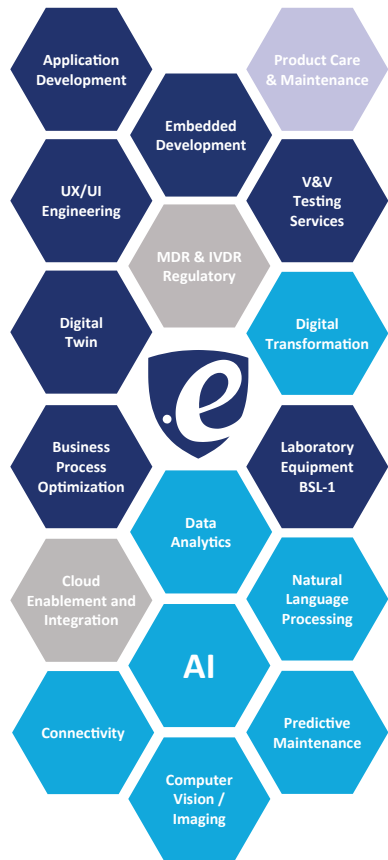 Application
Development
Product Care
& Maintenance
Embedded
Development
UX/UI
Engineering
V&V
Testing
Services
MDR & IVDR
Regulatory
Digital
Twin
Digital
Transformation
.e
Business
Process
Optimization
Laboratory
Equipment
BSL-1
Data
Analytics
Cloud
Enablement and
Integration
Natural
Language
Processing
AI
Connectivity
Predictive
Maintenance
Computer
Vision /
Imaging